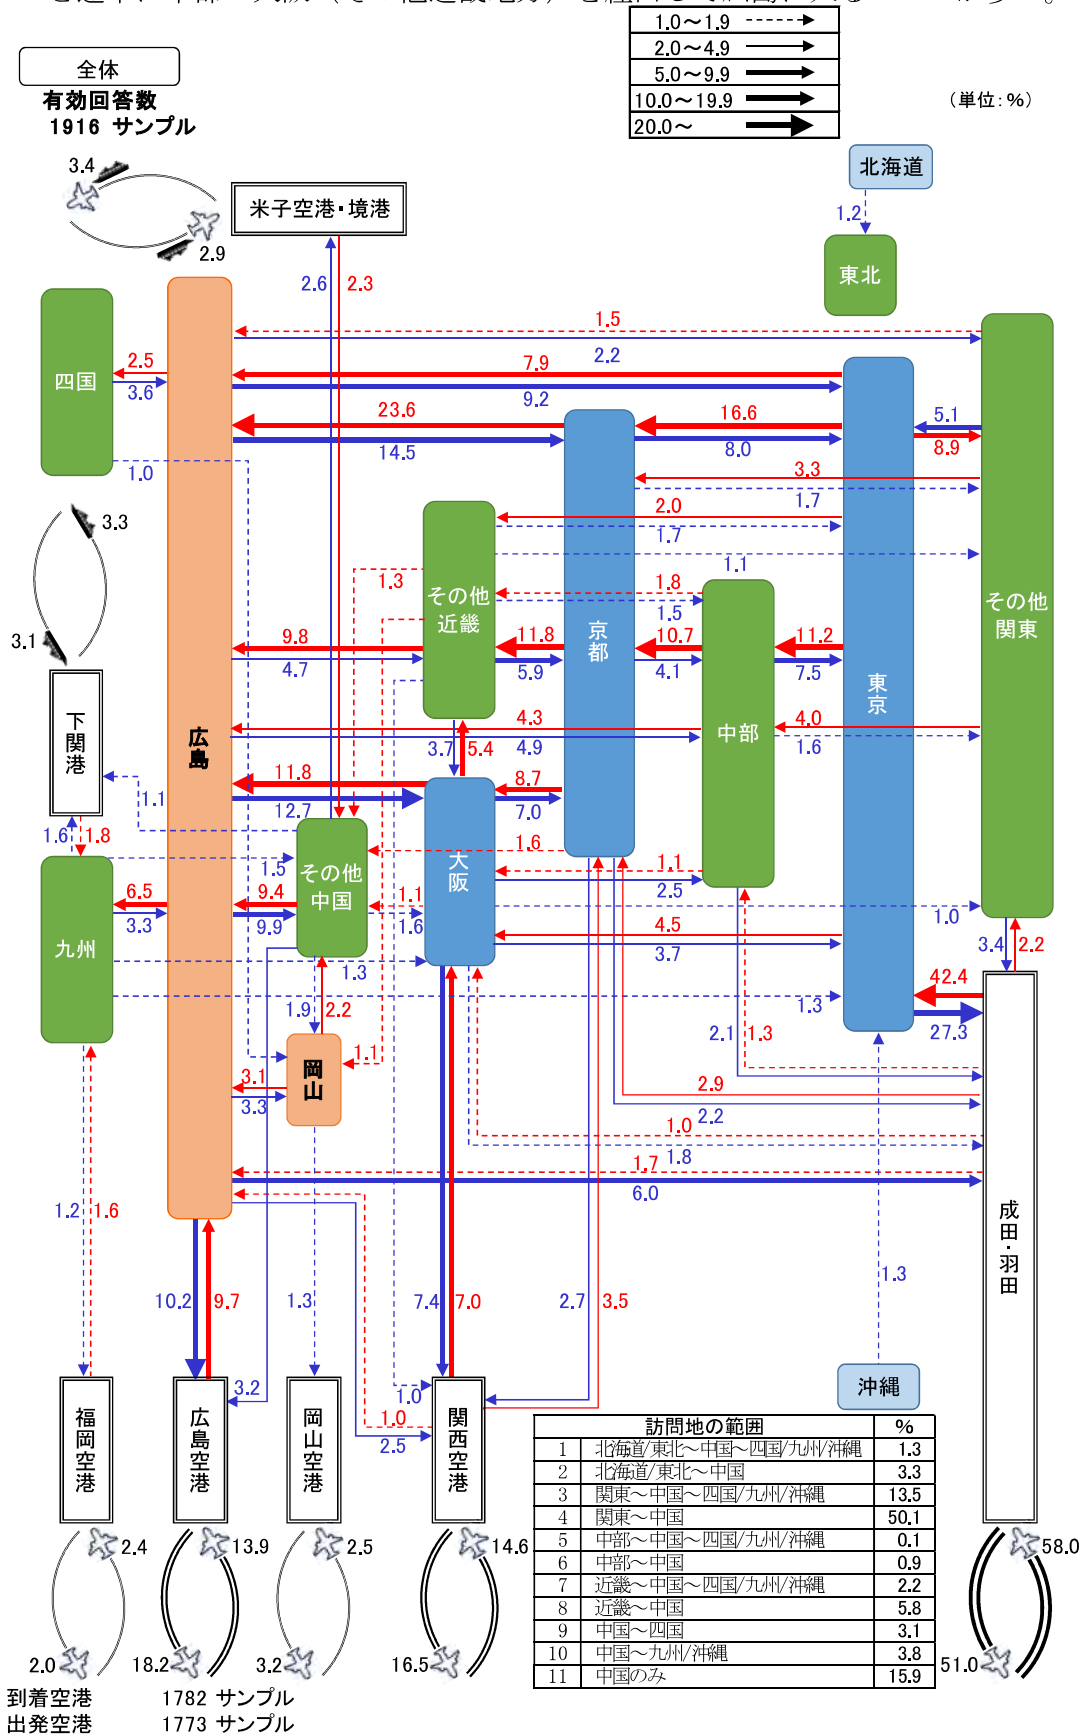 1.0～1.9
2.0～4.9
5.0～9.9
10.0～19.9
20.0～
(単位：%)
全体
有効回答数
1916 サンプル
3.4
2.9
米子空港・境港
北海道
1.2
東北
2.6
2.3
四国
2.5
3.6
1.0
広島
1.5
2.2
7.9
9.2
23.6
14.5
16.6
8.0
5.1
8.9
3.3
1.7
2.0
1.7
1.1
その他
関東
その他
近畿
京都
東京
中部
1.3
1.8
1.5
9.8
4.7
11.8
5.9
10.7
4.1
11.2
7.5
3.3
3.1
下関港
4.3
4.9
4.0
1.6
3.7
5.4
11.8
12.7
8.7
7.0
1.1
1.6
1.8
九州
1.5
その他
中国
大阪
1.6
1.1
2.5
6.5
3.3
9.4
9.9
1.1
1.6
1.0
4.5
3.7
1.3
1.3
3.4
2.2
42.4
27.3
1.9
2.2
岡山
1.1
3.1
3.3
2.1
1.3
2.9
2.2
1.0
1.8
1.7
6.0
成田・羽田
1.2
1.6
10.2
9.7
1.3
7.4
7.0
2.7
3.5
1.3
3.2
1.0
1.0
2.5
沖縄
福岡空港
広島空港
岡山空港
関西空港
訪問地の範囲 %
1 北海道/東北～中国～四国/九州/沖縄 1.3
2 北海道/東北～中国 3.3
3 関東～中国～四国/九州/沖縄 13.5
4 関東～中国 50.1
5 中部～中国～四国/九州/沖縄 0.1
6 中部～中国 0.9
7 近畿～中国～四国/九州/沖縄 2.2
8 近畿～中国 5.8
9 中国～四国 3.1
10 中国～九州/沖縄 3.8
11 中国のみ 15.9
2.4
13.9
2.5
14.6
58.0
2.0
18.2
3.2
16.5
51.0
到着空港 1782 サンプル
出発空港 1773 サンプル